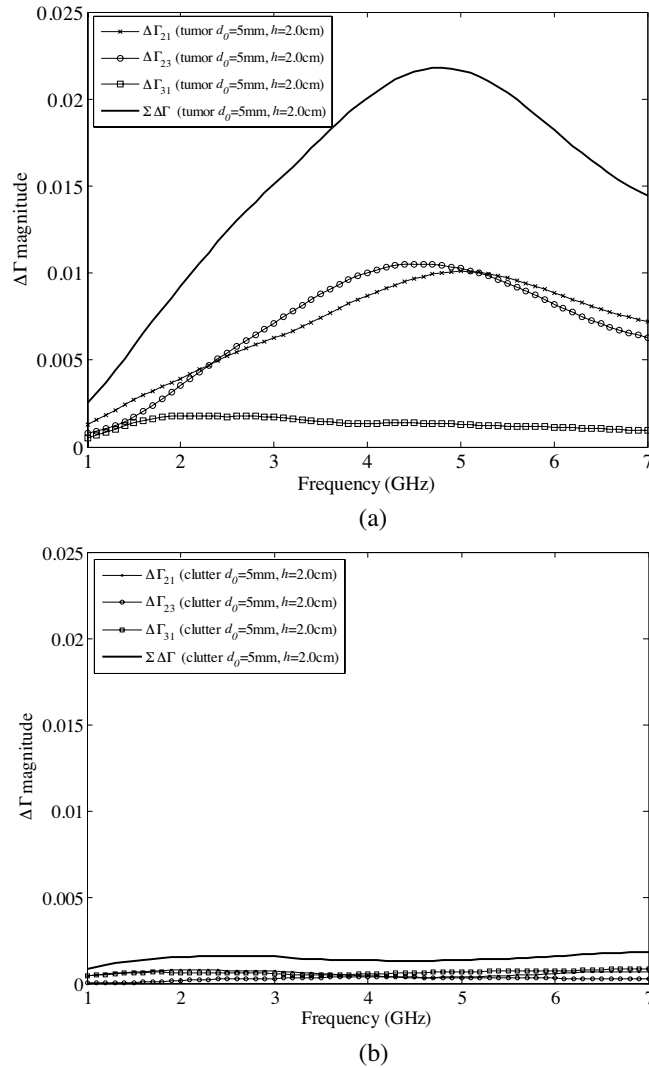 0.025
ΔΓ21 (tumor d0=5mm, h=2.0cm)
ΔΓ23 (tumor d0=5mm, h=2.0cm)
ΔΓ31 (tumor d0=5mm, h=2.0cm)
Σ ΔΓ (tumor d0=5mm, h=2.0cm)
0.02
0.015
ΔΓ magnitude
0.01
0.005
0
1 2 3 4 5 6 7
Frequency (GHz)
(a)
0.025
ΔΓ21 (clutter d0=5mm, h=2.0cm)
ΔΓ23 (clutter d0=5mm, h=2.0cm)
ΔΓ31 (clutter d0=5mm, h=2.0cm)
Σ ΔΓ (clutter d0=5mm, h=2.0cm)
0.02
0.015
ΔΓ magnitude
0.01
0.005
0
1 2 3 4 5 6 7
Frequency (GHz)
(b)